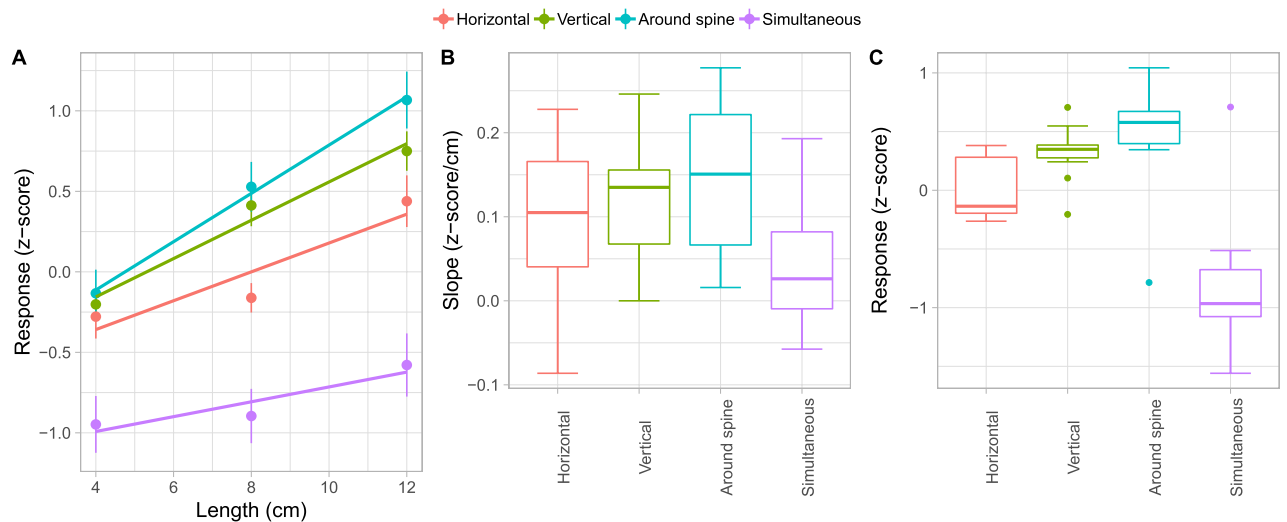 Horizontal Vertical Around spine Simultaneous
A
Response (z−score)
1.0
0.5
0.0
−0.5
−1.0
4 6 8 10 12
Length (cm)
B
Slope (z−score/cm)
0.2
0.1
0.0
−0.1
Horizontal
Vertical
Around spine
Simultaneous
C
Response (z−score)
1
0
−1
Horizontal
Vertical
Around spine
Simultaneous